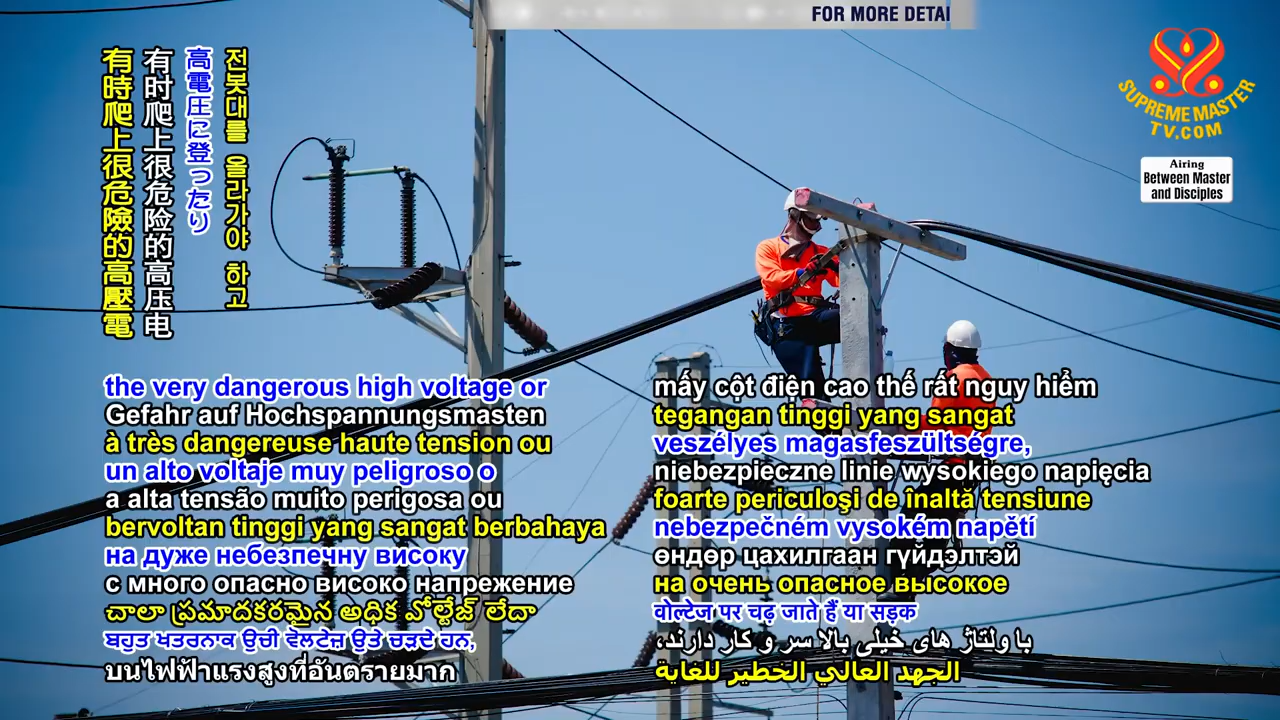 FOR MORE DETAI
SUPREME MASTER
TV.COM
Airing
Between Master
and Disciples
전봇대를 올라가야 하고
高電圧に登ったり
有时爬上很危险的高压电
有時爬上很危險的高壓電
the very dangerous high voltage or
Gefahr auf Hochspannungsmasten
à très dangereuse haute tension ou
un alto voltaje muy peligroso o
a alta tensão muito perigosa ou
bervoltan tinggi yang sangat berbahaya
на дуже небезпечну високу
с много опасно високо напрежение
చాలా ప్రమాదకరమైన అధిక వోల్టేజ్ లేదా
ਬਹੁਤ ਖਤਰਨਾਕ ਉਚੀ ਵੋਲਟੇਜ਼ ਉਤੇ ਚੜਦੇ ਹਨ,
บนไฟฟ้าแรงสูงที่อันตรายมาก
mấy cột điện cao thế rất nguy hiểm
tegangan tinggi yang sangat
veszélyes magasfeszültségre,
niebezpieczne linie wysokiego napięcia
foarte periculoşi de înaltă tensiune
nebezpečném vysokém napětí
өндөр цахилгаан гүйдэлтэй
на очень опасное высокое
वोल्टेज पर चढ़ जाते हैं या सड़क
با ولتاژ های خیلی بالا سر و کار دارند،
الجهد العالي الخطير للغاية